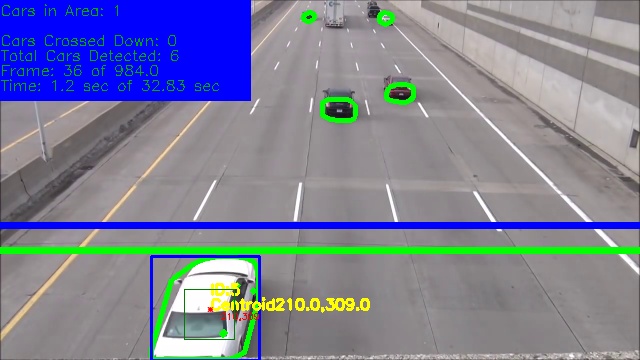 Cars in Area: 1
Cars Crossed Down: 0
Total Cars Detected: 6
Frame: 36 of 984.0
Time: 1.2 sec of 32.83 sec
ID:5
Centroid210.0,309.0